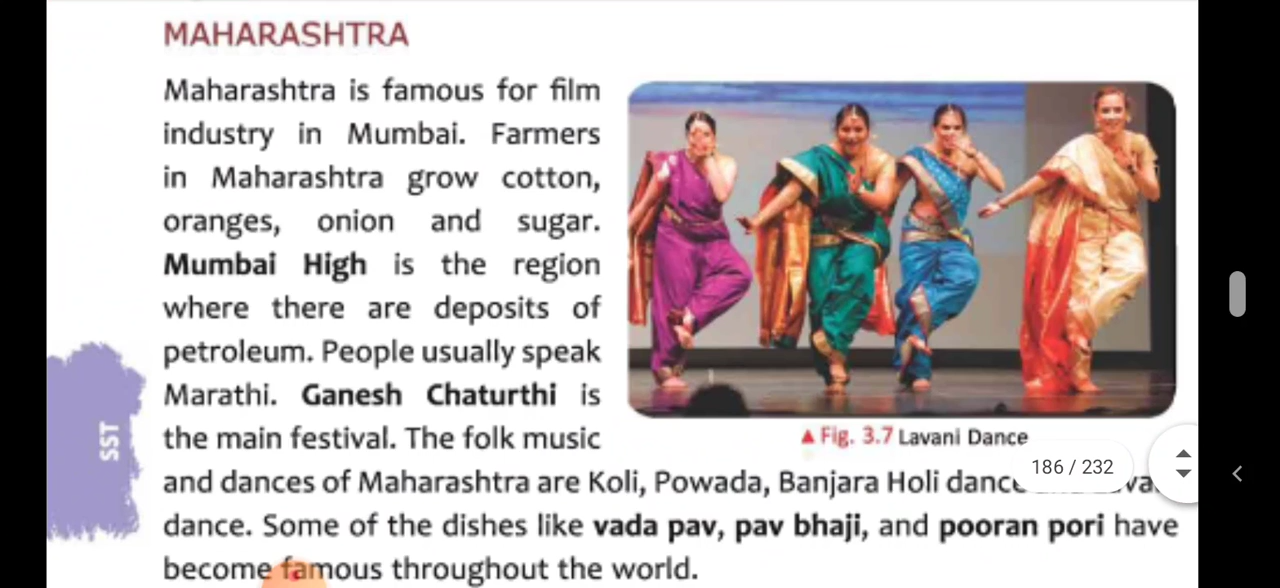 MAHARASHTRA
Maharashtra is famous for film
industry in Mumbai. Farmers
in Maharashtra grow cotton,
oranges, onion and sugar.
Mumbai High is the region
where there are deposits of
petroleum. People usually speak
Marathi. Ganesh Chaturthi is
the main festival. The folk music
and dances of Maharashtra are Koli, Powada, Banjara Holi dance
dance. Some of the dishes like vada pav, pav bhaji, and pooran pori have
become famous throughout the world.
▲ Fig. 3.7 Lavani Dance
186 / 232
SST